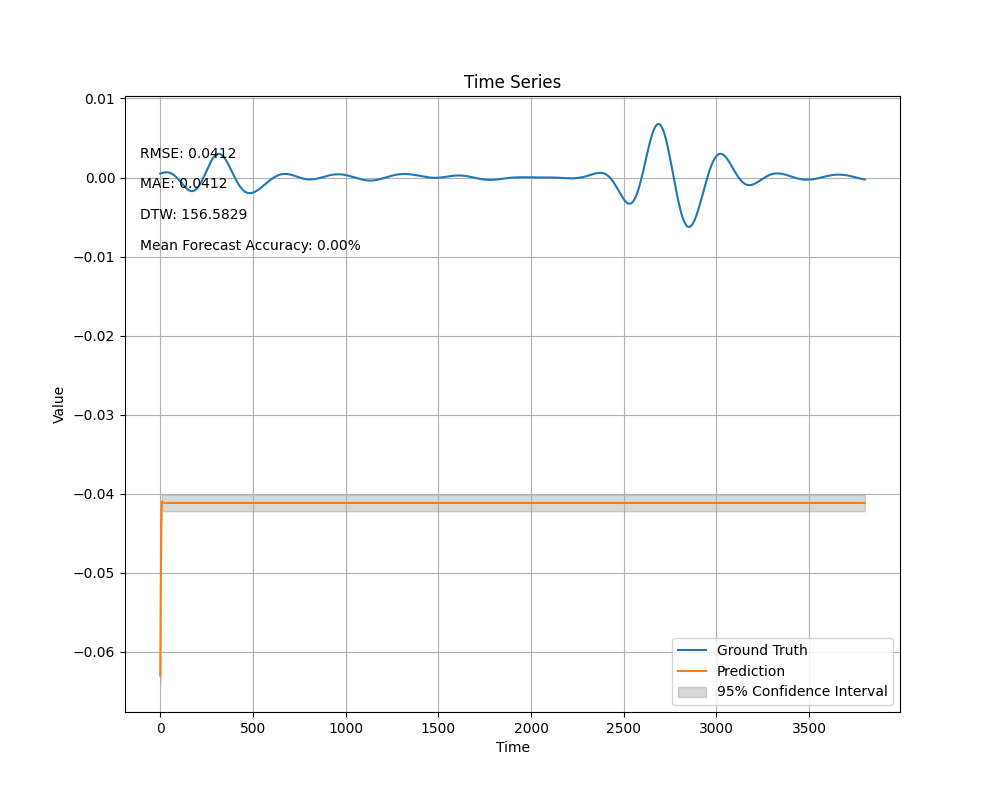 Time Series
0.01
0.00
−0.01
−0.02
−0.03
−0.04
−0.05
−0.06
Value
RMSE: 0.0412
MAE: 0.0412
DTW: 156.5829
Mean Forecast Accuracy: 0.00%
Ground Truth
Prediction
95% Confidence Interval
0 500 1000 1500 2000 2500 3000 3500
Time